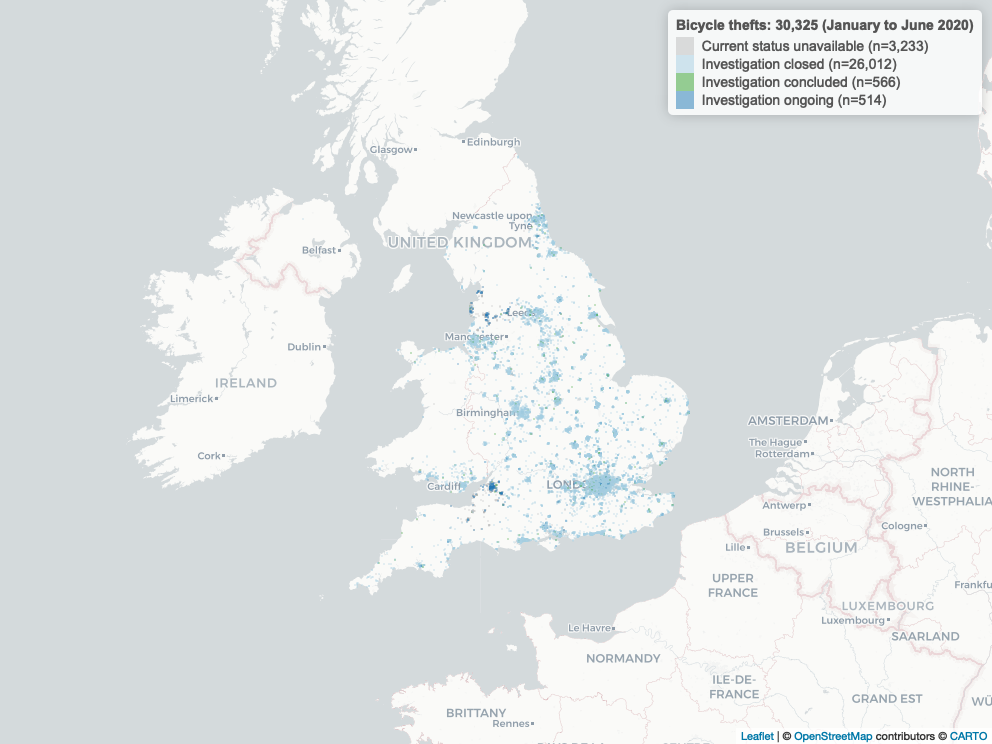 Bicycle thefts: 30,325 (January to June 2020)
Current status unavailable (n=3,233)
Investigation closed (n=26,012)
Investigation concluded (n=566)
Investigation ongoing (n=514)
Glasgow
Edinburgh
Newcastle upon
Tyne
UNITED KINGDOM
Belfast
Leeds
Manchester
Dublin
IRELAND
Limerick
Birmingham
Cork
Cardiff
LONDON
AMSTERDAM
The Hague
Rotterdam
NORTH
RHINE-
WESTPHALIA
Antwerp
Cologne
Brussels
Lille
BELGIUM
UPPER
FRANCE
Frankfu
LUXEMBOURG
Luxembourg
SAARLAND
Le Havre
NORMANDY
ILE-DE-
FRANCE
GRAND EST
WÜ
BRITTANY
Rennes
Leaflet | © OpenStreetMap contributors © CARTO